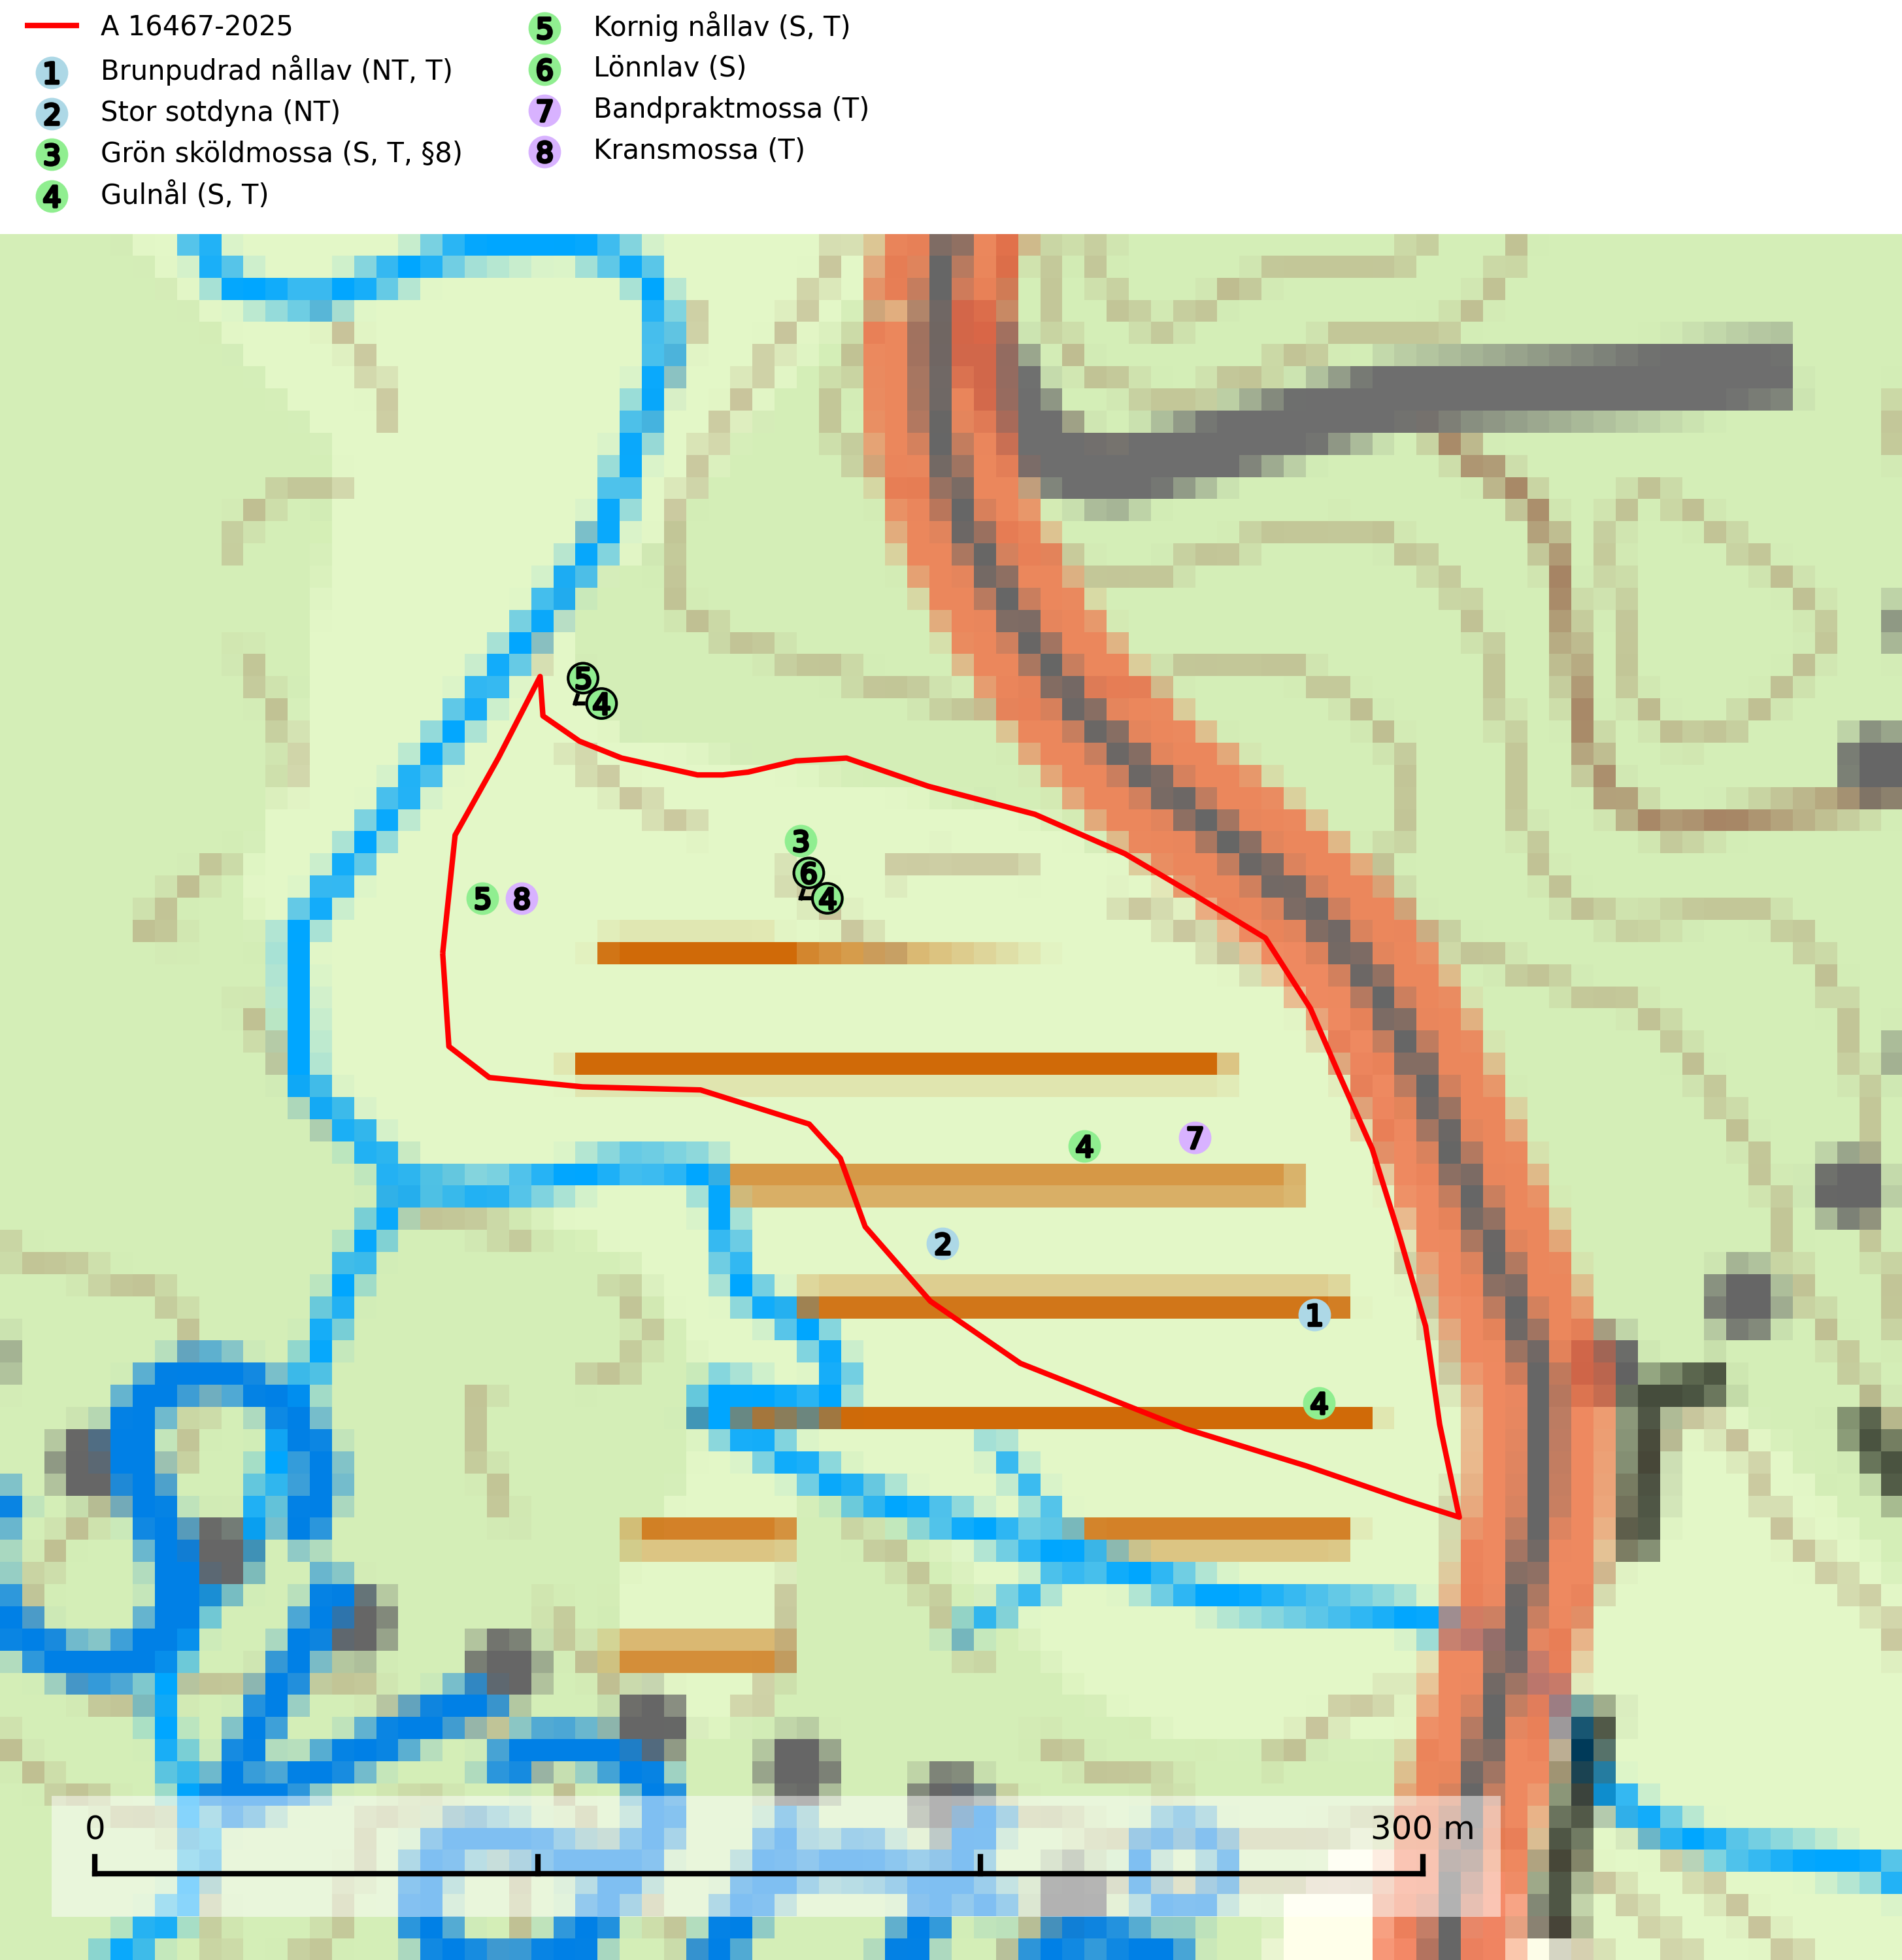 A 16467-2025
1 Brunpudrad nållav (NT, T)
2 Stor sotdyna (NT)
3 Grön sköldmossa (S, T, §8)
4 Gulnål (S, T)
5 Kornig nållav (S, T)
6 Lönnlav (S)
7 Bandpraktmossa (T)
8 Kransmossa (T)
5
4
3
6
5 8 4
4 7
2
1
4
0 300 m